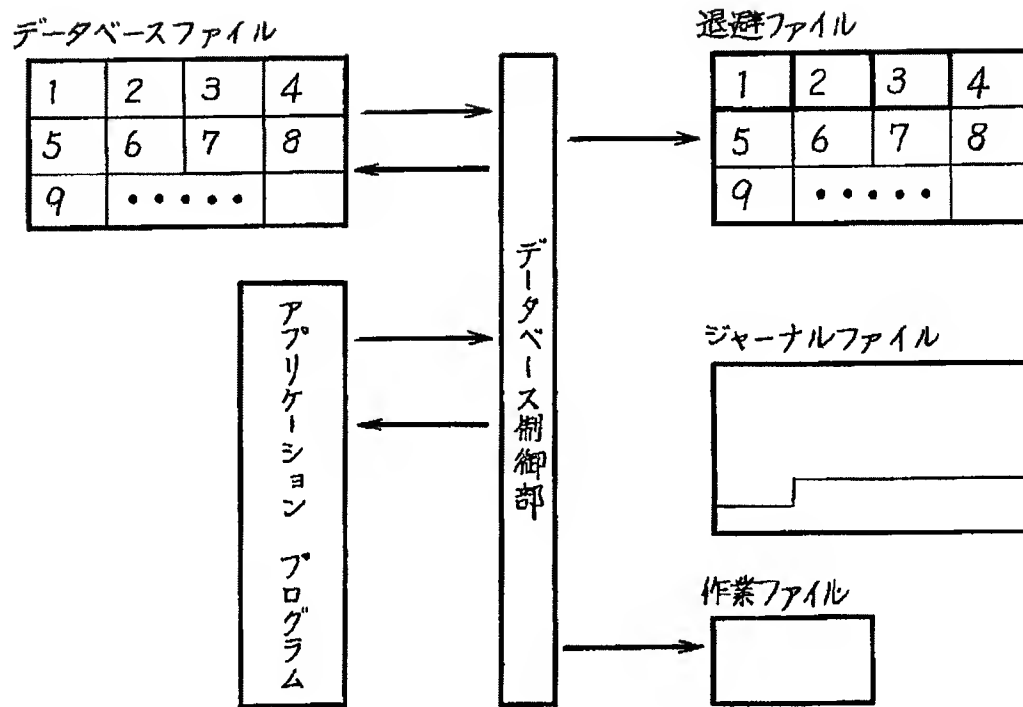 データベースファイル
1 2 3 4
5 6 7 8
9 ・・・・・
アプリケーション プログラム
データベース制御部
退避ファイル
1 2 3 4
5 6 7 8
9 ・・・・・
ジャーナルファイル
作業ファイル